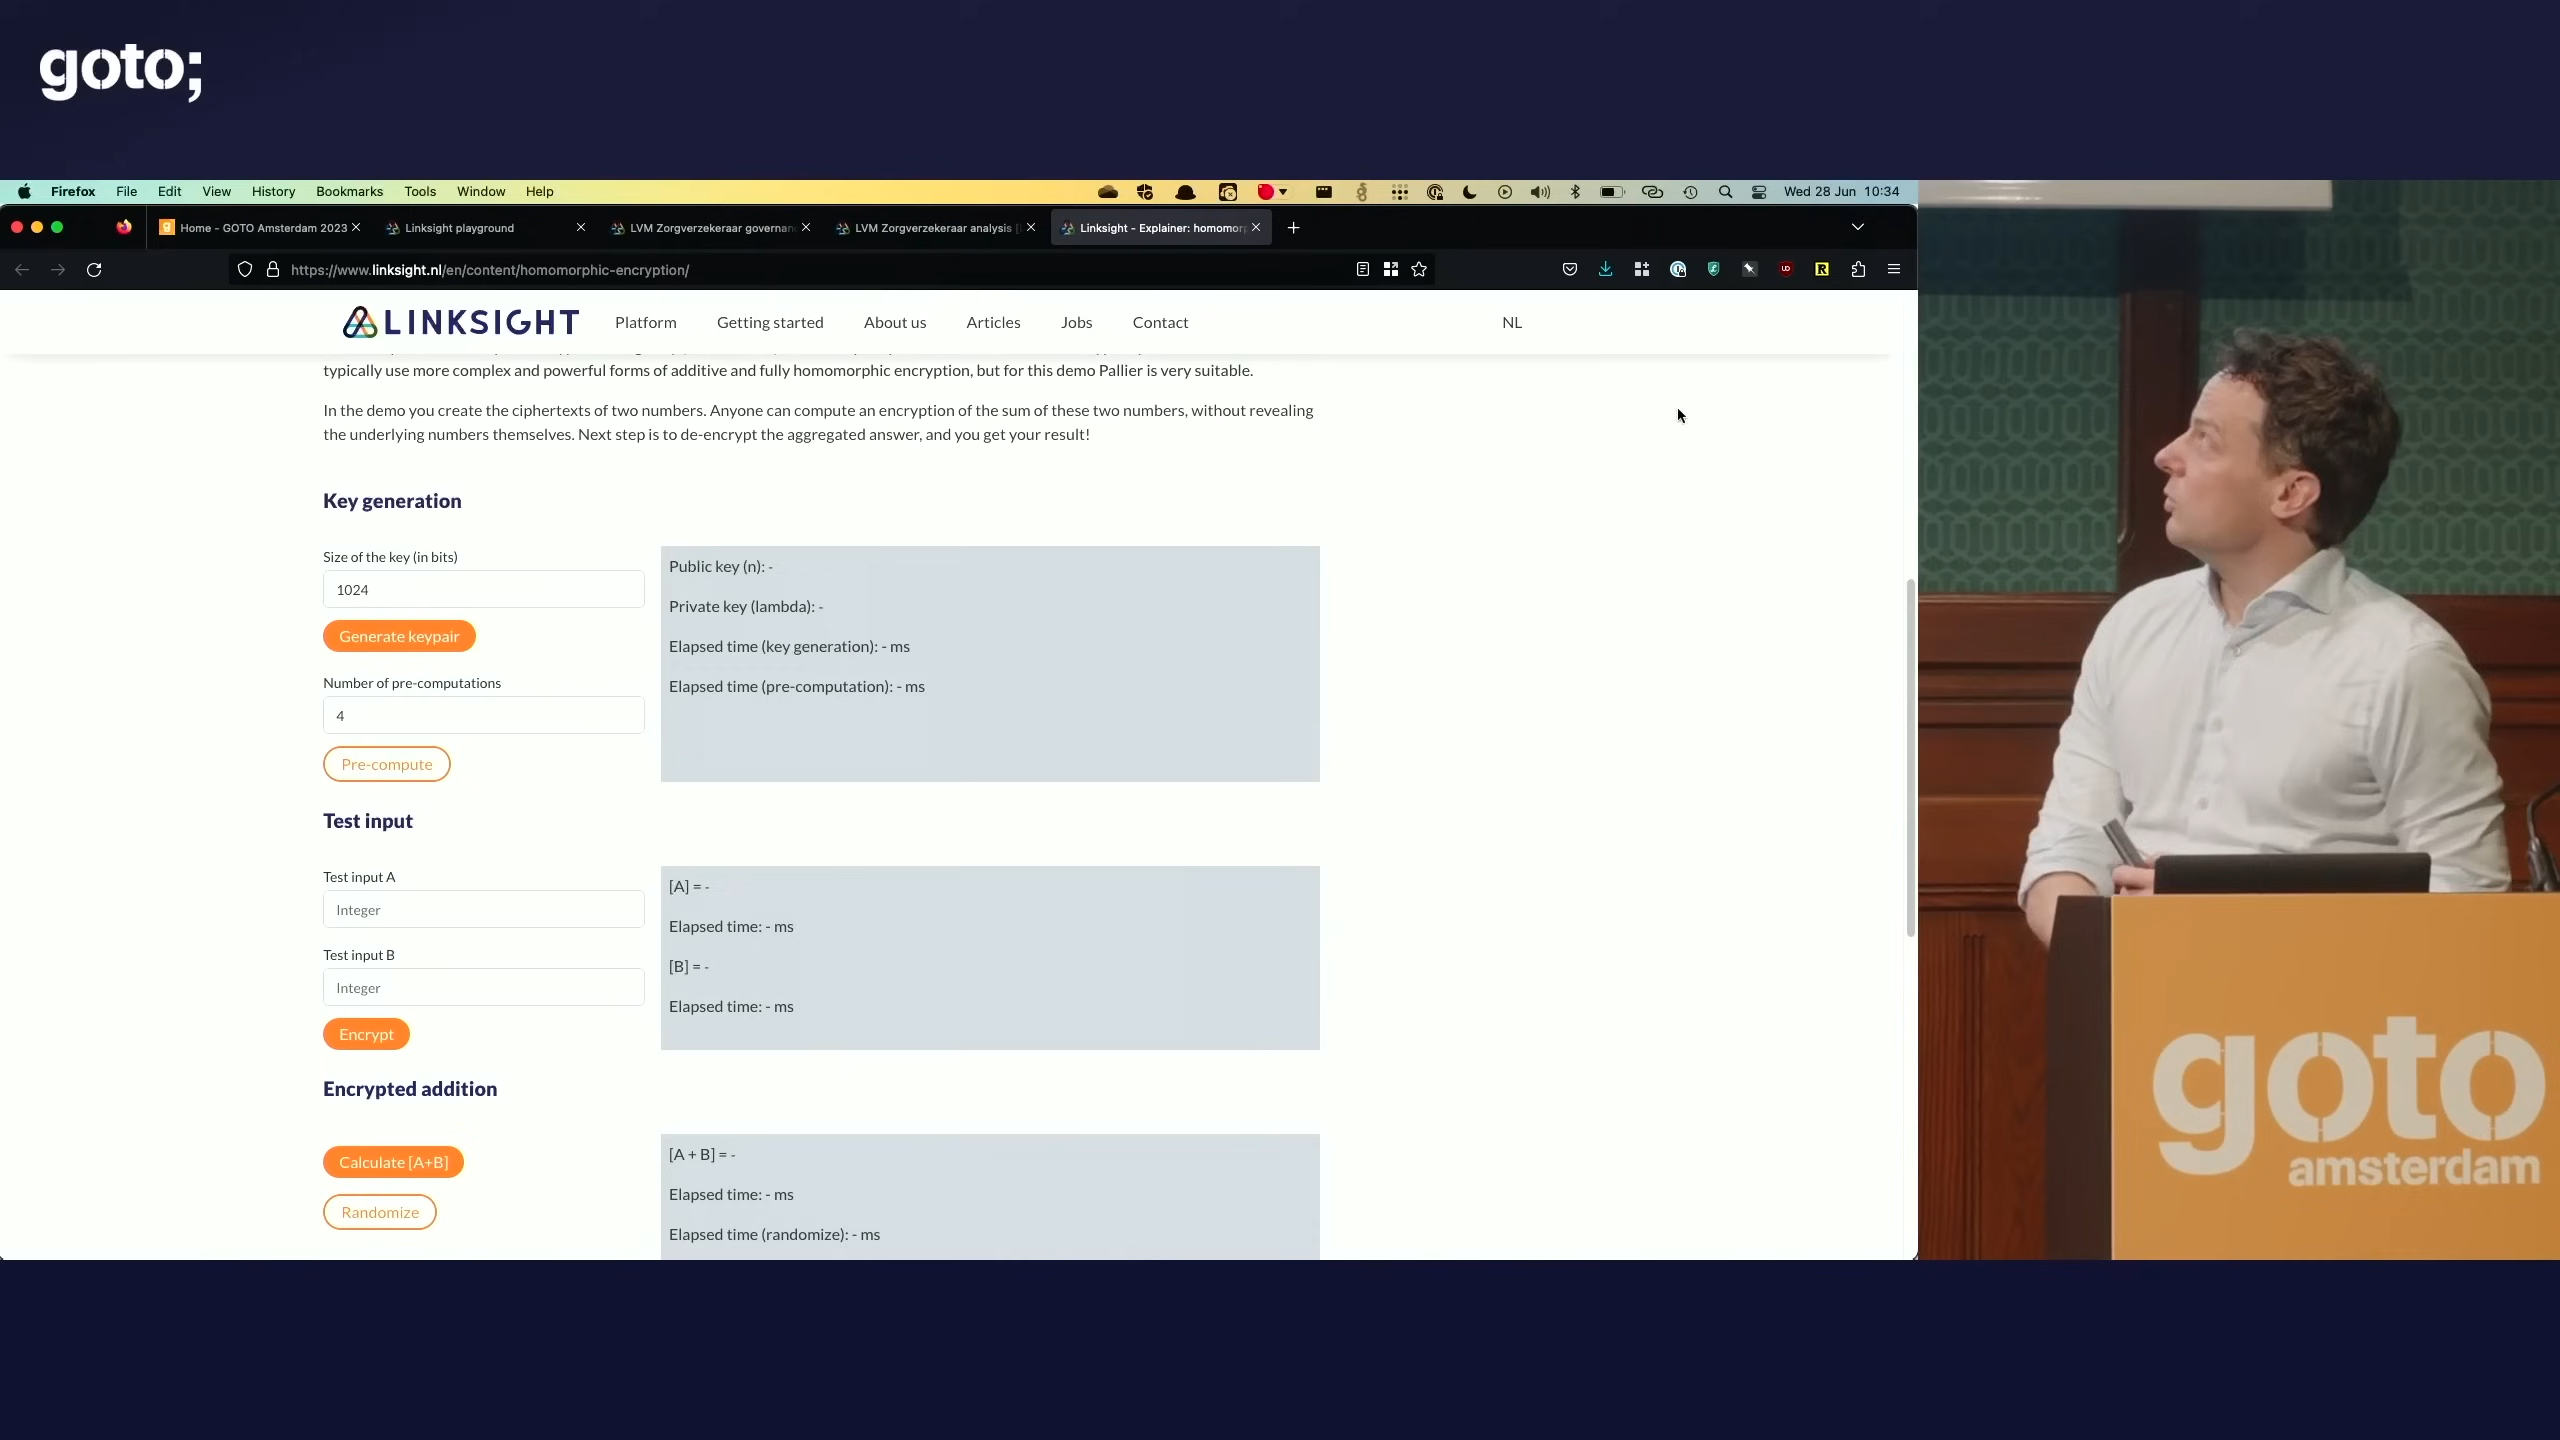 goto;
Firefox File Edit View History Bookmarks Tools Window Help
Wed 28 Jun 10:34
Home - GOTO Amsterdam 2023
Linksight playground
LVM Zorgverzekeraar governan
LVM Zorgverzekeraar analysis [
Linksight - Explainer: homomorp
https://www.linksight.nl/en/content/homomorphic-encryption/
LINKSIGHT
Platform
Getting started
About us
Articles
Jobs
Contact
NL
typically use more complex and powerful forms of additive and fully homomorphic encryption, but for this demo Pallier is very suitable.
In the demo you create the ciphertexts of two numbers. Anyone can compute an encryption of the sum of these two numbers, without revealing
the underlying numbers themselves. Next step is to de-encrypt the aggregated answer, and you get your result!
Key generation
Size of the key (in bits)
1024
Generate keypair
Number of pre-computations
4
Pre-compute
Public key (n): -
Private key (lambda): -
Elapsed time (key generation): - ms
Elapsed time (pre-computation): - ms
Test input
Test input A
Integer
Test input B
Integer
Encrypt
[A] = -
Elapsed time: - ms
[B] = -
Elapsed time: - ms
Encrypted addition
Calculate [A+B]
Randomize
[A + B] = -
Elapsed time: - ms
Elapsed time (randomize): - ms
goto
amsterdam